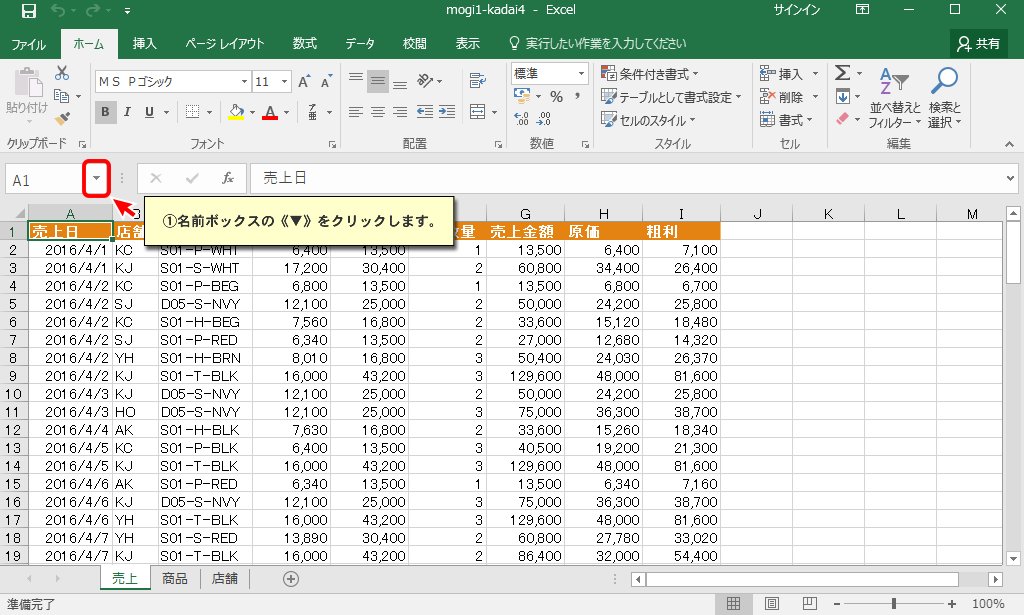 mogi1-kadai4 - Excel
サインイン
ファイル ホーム 挿入 ページ レイアウト 数式 データ 校閲 表示 実行したい作業を入力してください 共有
貼り付け
クリップボード
ＭＳ Ｐゴシック 11
B I U
フォント
配置
標準
%
数値
条件付き書式
テーブルとして書式設定
セルのスタイル
スタイル
挿入
削除
書式
セル
並べ替えと フィルター
検索と 選択
編集
A1 fx 売上日
①名前ボックスの《▼》をクリックします。
A B G H I J K L M
1 売上日 店舗 数量 売上金額 原価 粗利
2 2016/4/1 KC S01-P-WHT 6,400 13,500 1 13,500 6,400 7,100
3 2016/4/1 KJ S01-S-WHT 17,200 30,400 2 60,800 34,400 26,400
4 2016/4/2 KC S01-P-BEG 6,800 13,500 1 13,500 6,800 6,700
5 2016/4/2 SJ D05-S-NVY 12,100 25,000 2 50,000 24,200 25,800
6 2016/4/2 KC S01-H-BEG 7,560 16,800 2 33,600 15,120 18,480
7 2016/4/2 SJ S01-P-RED 6,340 13,500 2 27,000 12,680 14,320
8 2016/4/2 YH S01-H-BRN 8,010 16,800 3 50,400 24,030 26,370
9 2016/4/2 KJ S01-T-BLK 16,000 43,200 3 129,600 48,000 81,600
10 2016/4/3 KJ D05-S-NVY 12,100 25,000 2 50,000 24,200 25,800
11 2016/4/3 HO D05-S-NVY 12,100 25,000 3 75,000 36,300 38,700
12 2016/4/4 AK S01-H-BLK 7,630 16,800 2 33,600 15,260 18,340
13 2016/4/5 KC S01-P-BLK 6,400 13,500 3 40,500 19,200 21,300
14 2016/4/5 KJ S01-T-BLK 16,000 43,200 3 129,600 48,000 81,600
15 2016/4/6 AK S01-P-RED 6,340 13,500 1 13,500 6,340 7,160
16 2016/4/6 KJ D05-S-NVY 12,100 25,000 3 75,000 36,300 38,700
17 2016/4/6 YH S01-T-BLK 16,000 43,200 3 129,600 48,000 81,600
18 2016/4/7 YH S01-S-RED 13,890 30,400 2 60,800 27,780 33,020
19 2016/4/7 KJ S01-T-BLK 16,000 43,200 2 86,400 32,000 54,400
売上 商品 店舗
準備完了 100%